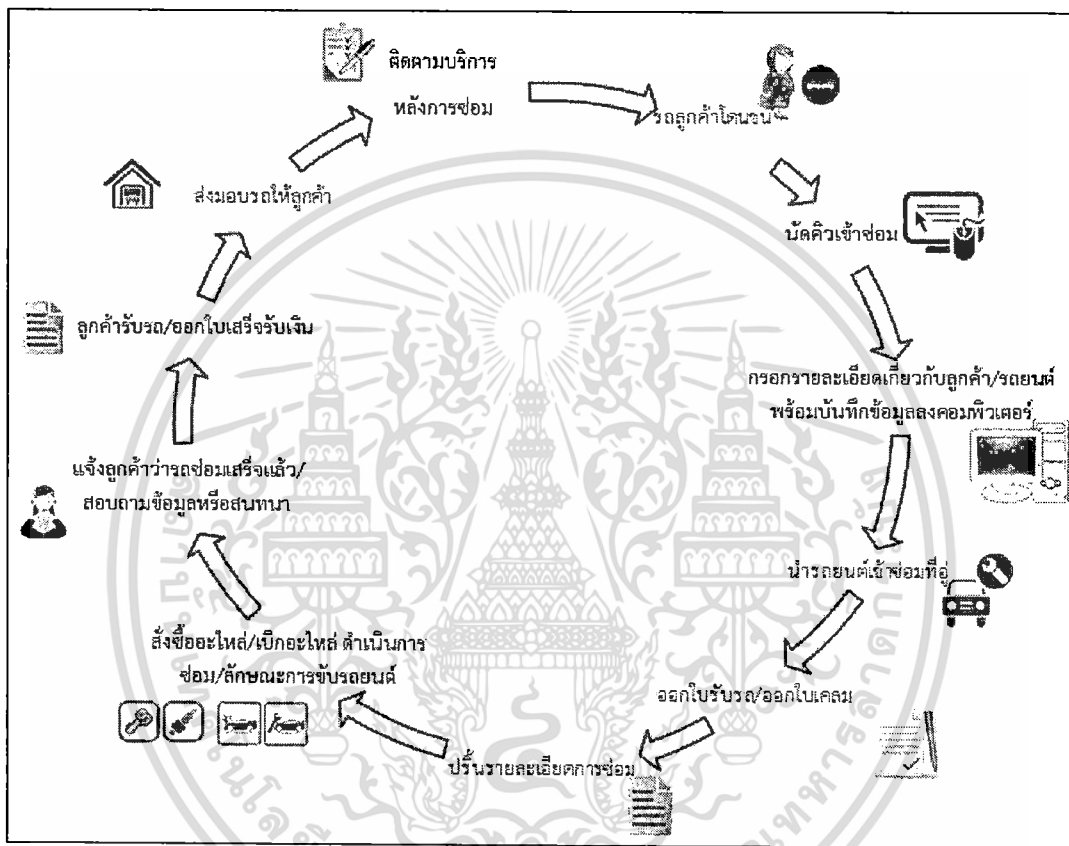 ติดตามบริการ
หลังการซ่อม
รถลูกค้าโดนชน
นัดคิวเข้าซ่อม
กรอกรายละเอียดเกี่ยวกับลูกค้า/รถยนต์
พร้อมบันทึกข้อมูลลงคอมพิวเตอร์
นำรถยนต์เข้าซ่อมที่อู่
ออกใบรับรถ/ออกใบเคลม
ปริ้นรายละเอียดการซ่อม
สั่งซื้ออะไหล่/เบิกอะไหล่ ดำเนินการ
ซ่อม/ลักษณะการขับรถยนต์
แจ้งลูกค้าว่ารถซ่อมเสร็จแล้ว/
สอบถามข้อมูลหรือสนทนา
ลูกค้ารับรถ/ออกใบเสร็จรับเงิน
ส่งมอบรถให้ลูกค้า